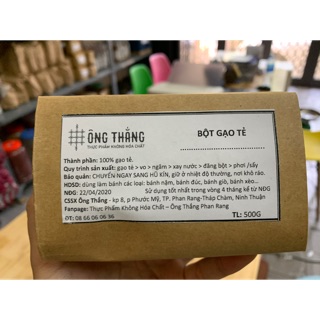 ÔNG THẮNG
THỰC PHẨM KHÔNG HÓA CHẤT
BỘT GẠO TẺ
Thành phần: 100% gạo tẻ.
Quy trình sản xuất: gạo tẻ > vo > ngâm > xay nước > đăng bột > phơi /sấy
Bảo quản: CHUYỂN NGAY SANG HŨ KÍN, giữ ở nhiệt độ thường, nơi khô ráo.
HDSD: dùng làm bánh các loại: bánh nậm, bánh đúc, bánh giò, bánh xèo...
NĐG: 22/04/2020 Sử dụng tốt nhất trong vòng 4 tháng kể từ NĐG
CSSX Ông Thắng - kp 8, p Phước Mỹ, TP. Phan Rang-Tháp Chàm, Ninh Thuận
Fanpage: Thực Phẩm Không Hóa Chất – Ông Thắng Phan Rang
ĐT: 08 66 06 06 36 TL: 500G